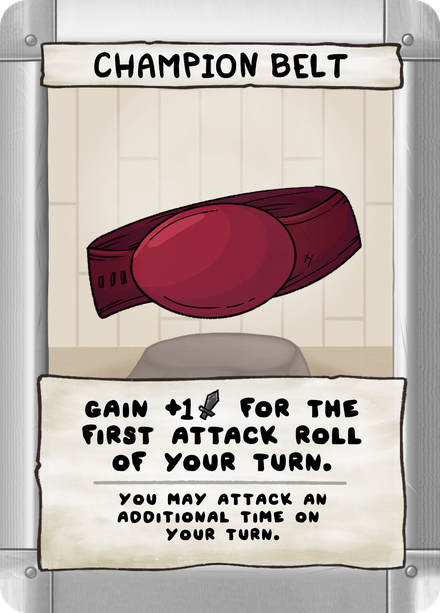 CHAMPION BELT
GAIN +1 FOR THE
FIRST ATTACK ROLL
OF YOUR TURN.
YOU MAY ATTACK AN
ADDITIONAL TIME ON
YOUR TURN.